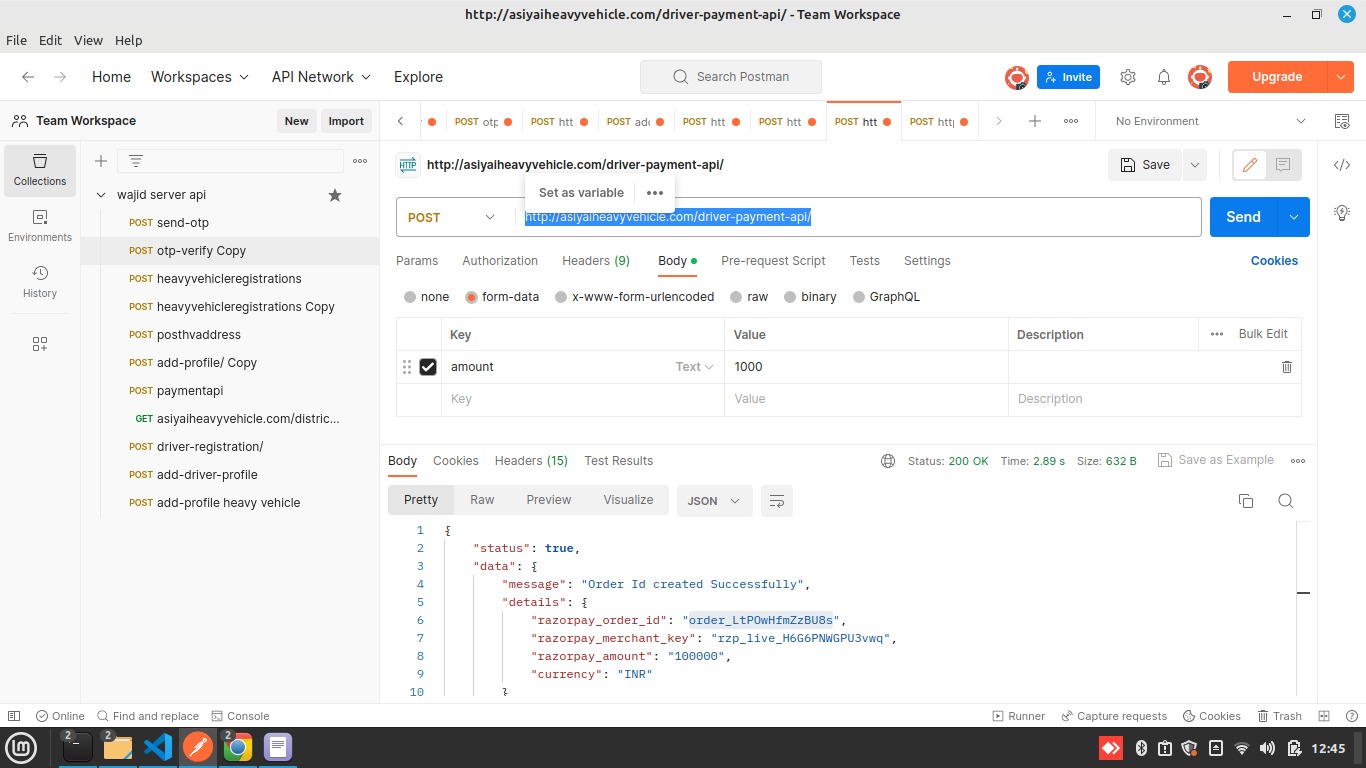 http://asiyaiheavyvehicle.com/driver-payment-api/ - Team Workspace
File Edit View Help
Home Workspaces API Network Explore Search Postman Invite Upgrade
Team Workspace New Import POST otp POST htt POST adc POST htt POST htt POST htt POST http No Environment
http://asiyaiheavyvehicle.com/driver-payment-api/ Save
Set as variable
POST http://asiyaiheavyvehicle.com/driver-payment-api/ Send
Collections
Environments
History
wajid server api
POST send-otp
POST otp-verify Copy
POST heavyvehicleregistrations
POST heavyvehicleregistrations Copy
POST posthvaddress
POST add-profile/ Copy
POST paymentapi
GET asiyaiheavyvehicle.com/distric...
POST driver-registration/
POST add-driver-profile
POST add-profile heavy vehicle
Params Authorization Headers (9) Body Pre-request Script Tests Settings Cookies
none form-data x-www-form-urlencoded raw binary GraphQL
Key Value Description Bulk Edit
amount Text 1000
Key Value Description
Body Cookies Headers (15) Test Results Status: 200 OK Time: 2.89 s Size: 632 B Save as Example
Pretty Raw Preview Visualize JSON
1 {
2 "status": true,
3 "data": {
4 "message": "Order Id created Successfully",
5 "details": {
6 "razorpay_order_id": "order_LtPOwHfmZzBU8s",
7 "razorpay_merchant_key": "rzp_live_H6G6PNWGPU3vwq",
8 "razorpay_amount": "100000",
9 "currency": "INR"
10 }
Online Find and replace Console Runner Capture requests Cookies Trash
2 2 2 12:45